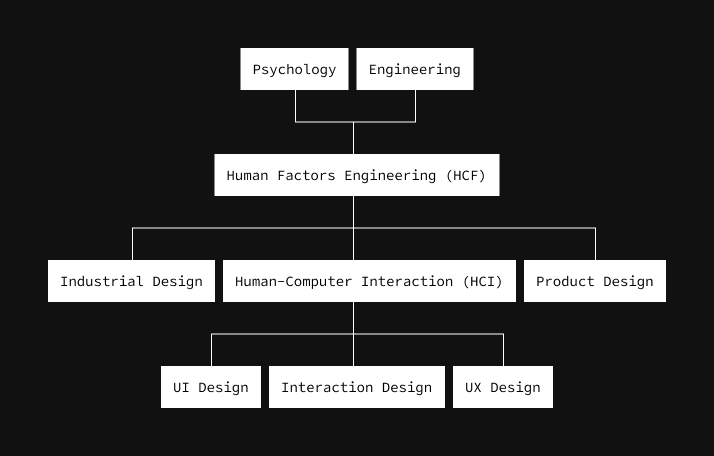 Psychology
Engineering
Human Factors Engineering (HCF)
Industrial Design
Human-Computer Interaction (HCI)
Product Design
UI Design
Interaction Design
UX Design